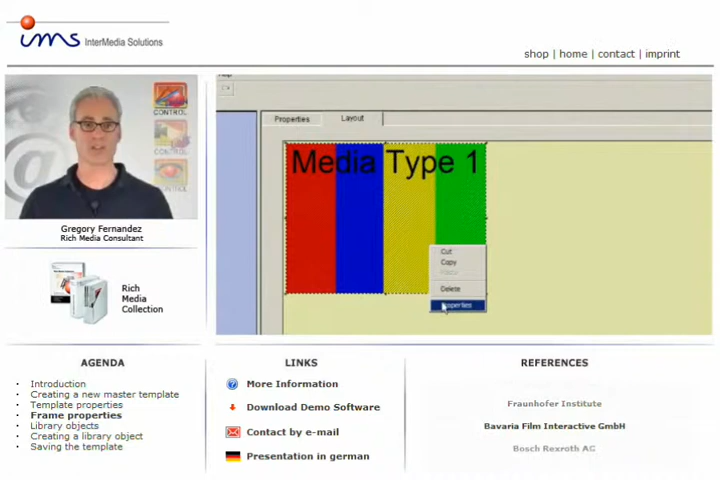 ims InterMedia Solutions
shop | home | contact | imprint
CONTROL
CONTROL
CONTROL
Gregory Fernandez
Rich Media Consultant
Rich
Media
Collection
Properties
Layout
Media Type 1
Cut
Copy
Delete
Properties
AGENDA
· Introduction
· Creating a new master template
· Template properties
· Frame properties
· Library objects
· Creating a library object
· Saving the template
LINKS
More Information
Download Demo Software
Contact by e-mail
Presentation in german
REFERENCES
Fraunhofer Institute
Bavaria Film Interactive GmbH
Bosch Rexroth AG